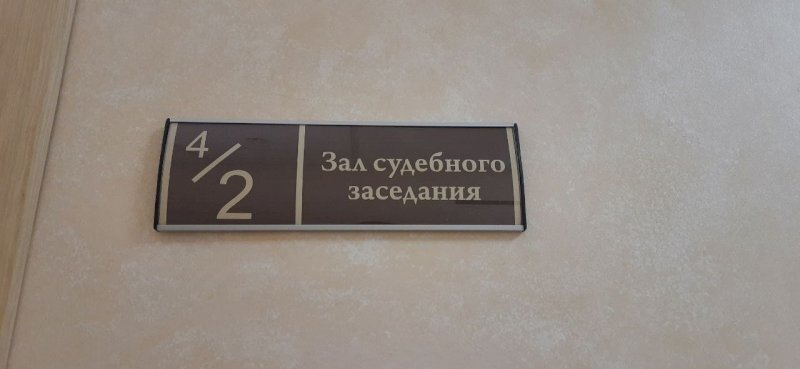 4/2
Зал судебного
заседания